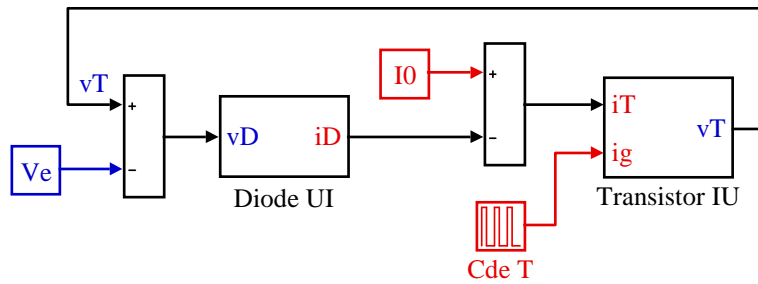 vT
+
−
Ve
vD
iD
Diode UI
I0
+
−
iT
ig
vT
Transistor IU
Cde T